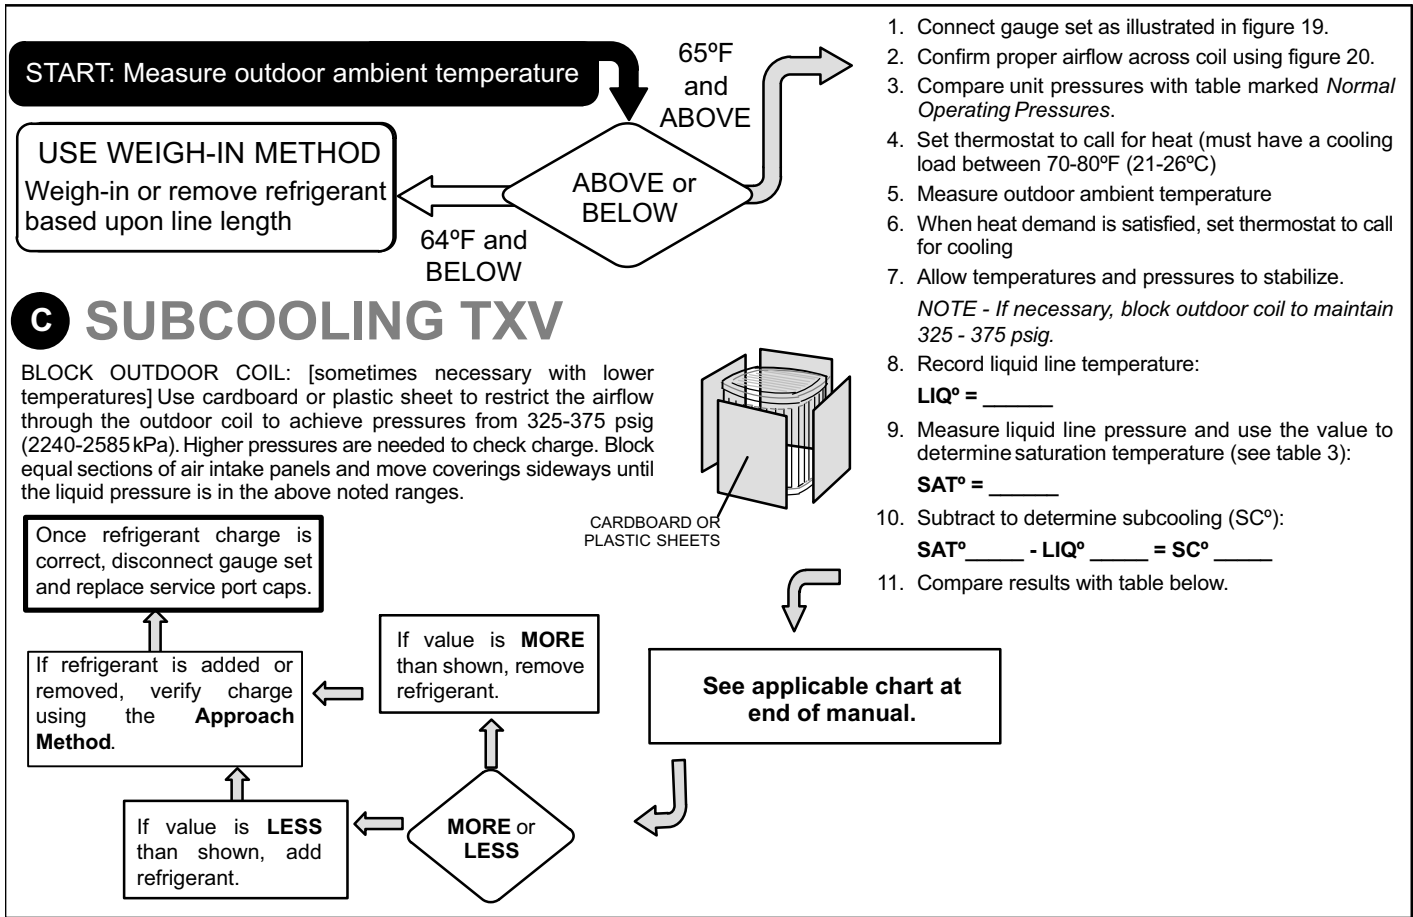 START: Measure outdoor ambient temperature
65ºF
and
ABOVE
ABOVE or
BELOW
USE WEIGH-IN METHOD
Weigh-in or remove refrigerant
based upon line length
64ºF and
BELOW
C SUBCOOLING TXV
BLOCK OUTDOOR COIL: [sometimes necessary with lower
temperatures] Use cardboard or plastic sheet to restrict the airflow
through the outdoor coil to achieve pressures from 325-375 psig
(2240-2585 kPa). Higher pressures are needed to check charge. Block
equal sections of air intake panels and move coverings sideways until
the liquid pressure is in the above noted ranges.
CARDBOARD OR
PLASTIC SHEETS
1. Connect gauge set as illustrated in figure 19.
2. Confirm proper airflow across coil using figure 20.
3. Compare unit pressures with table marked Normal
Operating Pressures.
4. Set thermostat to call for heat (must have a cooling
load between 70-80ºF (21-26ºC)
5. Measure outdoor ambient temperature
6. When heat demand is satisfied, set thermostat to call
for cooling
7. Allow temperatures and pressures to stabilize.
NOTE - If necessary, block outdoor coil to maintain
325 - 375 psig.
8. Record liquid line temperature:
LIQº = ______
9. Measure liquid line pressure and use the value to
determine saturation temperature (see table 3):
SATº = ______
10. Subtract to determine subcooling (SCº):
SATº_____ - LIQº _____ = SCº _____
11. Compare results with table below.
See applicable chart at
end of manual.
MORE or
LESS
If value is MORE
than shown, remove
refrigerant.
If value is LESS
than shown, add
refrigerant.
If refrigerant is added or
removed, verify charge
using the Approach
Method.
Once refrigerant charge is
correct, disconnect gauge set
and replace service port caps.